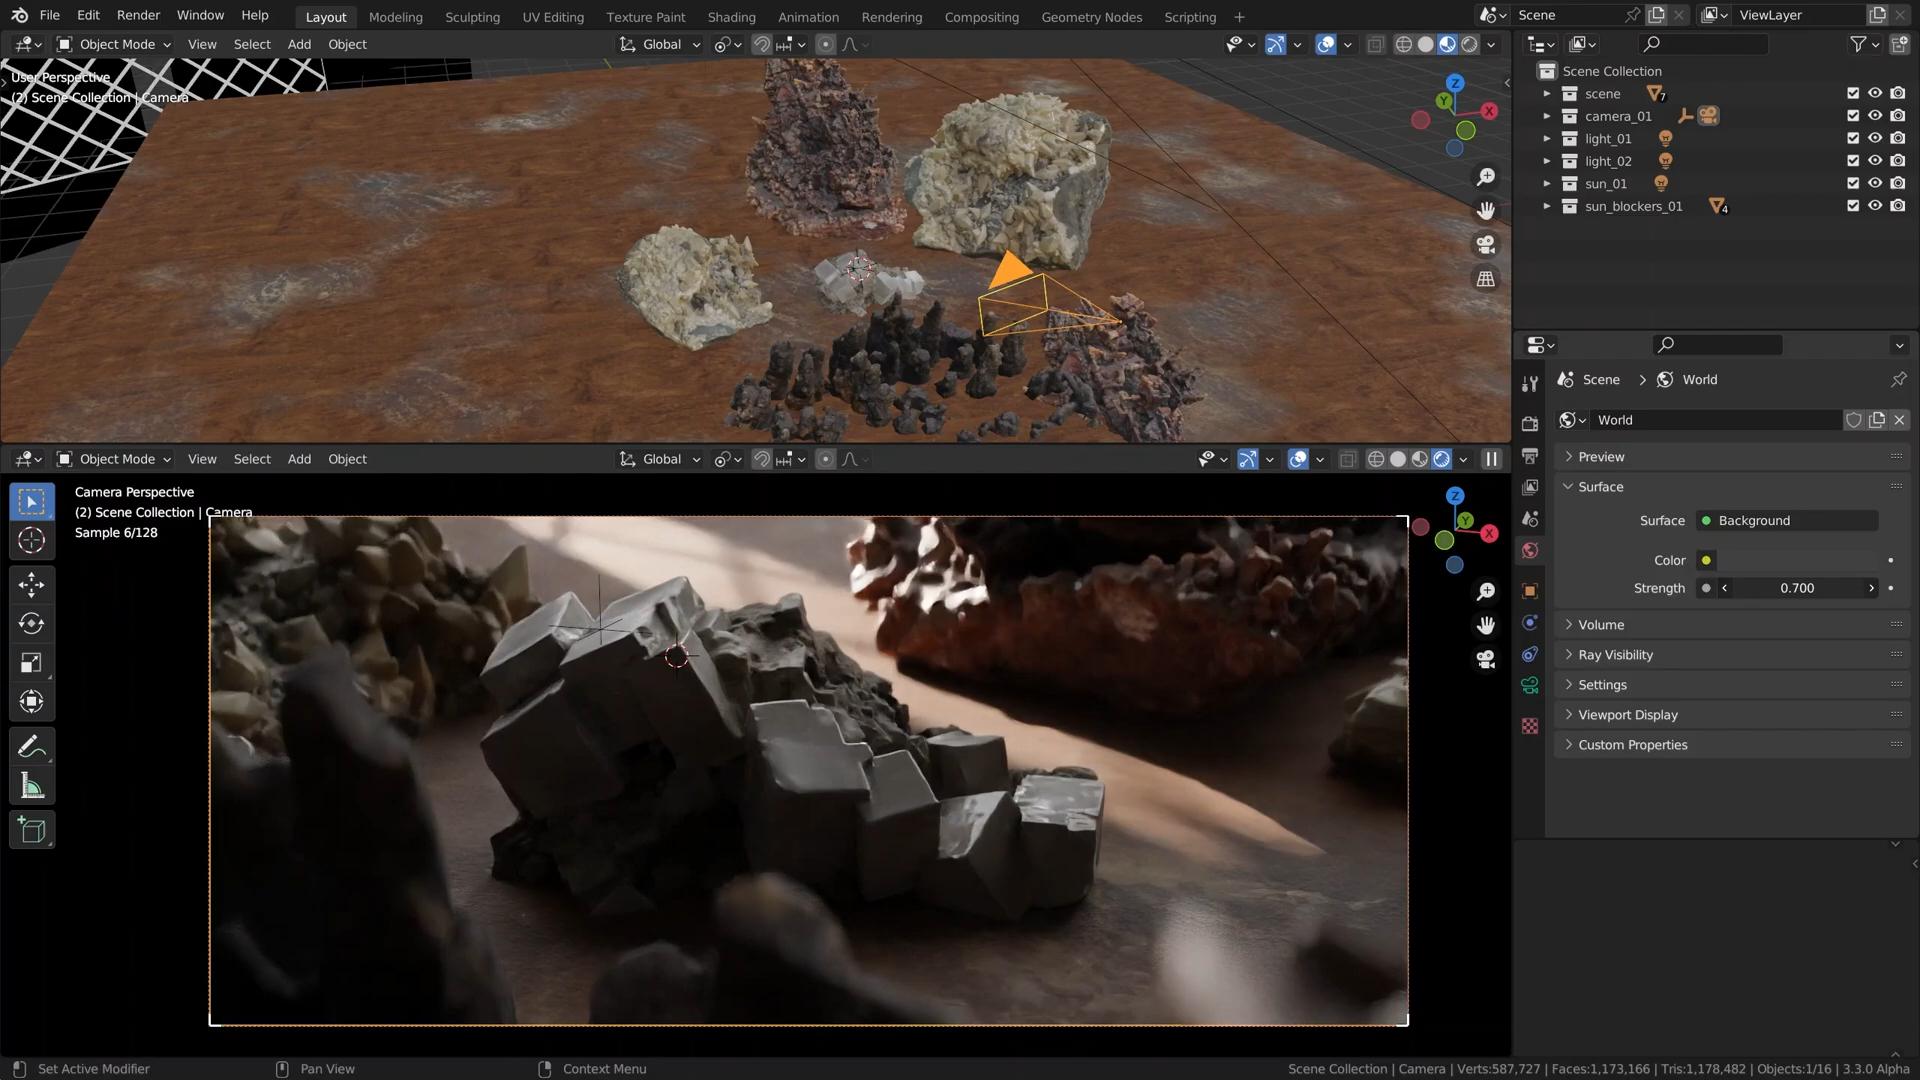 File Edit Render Window Help Layout Modeling Sculpting UV Editing Texture Paint Shading Animation Rendering Compositing Geometry Nodes Scripting + Scene ViewLayer
Object Mode View Select Add Object Global
User Perspective
(2) Scene Collection | Camera
Z
Y
X
Scene Collection
scene 7
camera_01
light_01
light_02
sun_01
sun_blockers_01 4
Scene > World
World
Preview
Surface
Surface Background
Color
Strength 0.700
Volume
Ray Visibility
Settings
Viewport Display
Custom Properties
Object Mode View Select Add Object Global
Camera Perspective
(2) Scene Collection | Camera
Sample 6/128
Z
Y
X
Set Active Modifier Pan View Context Menu Scene Collection | Camera | Verts:587,727 | Faces:1,173,166 | Tris:1,178,482 | Objects:1/16 | 3.3.0 Alpha